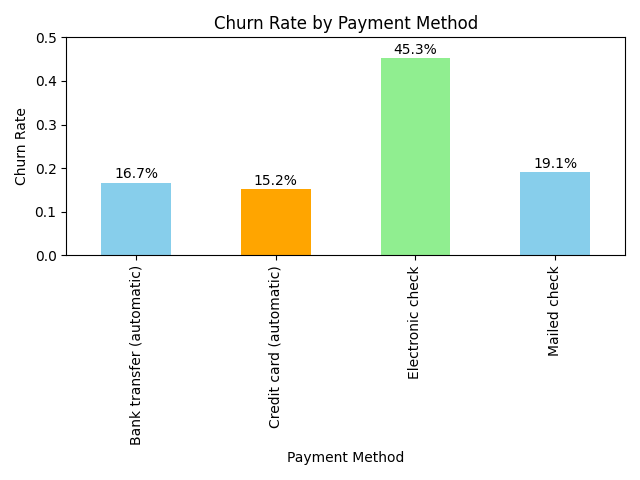 Churn Rate by Payment Method
Churn Rate
0.5
0.4
0.3
0.2
0.1
0.0
16.7%
15.2%
45.3%
19.1%
Bank transfer (automatic)
Credit card (automatic)
Electronic check
Mailed check
Payment Method